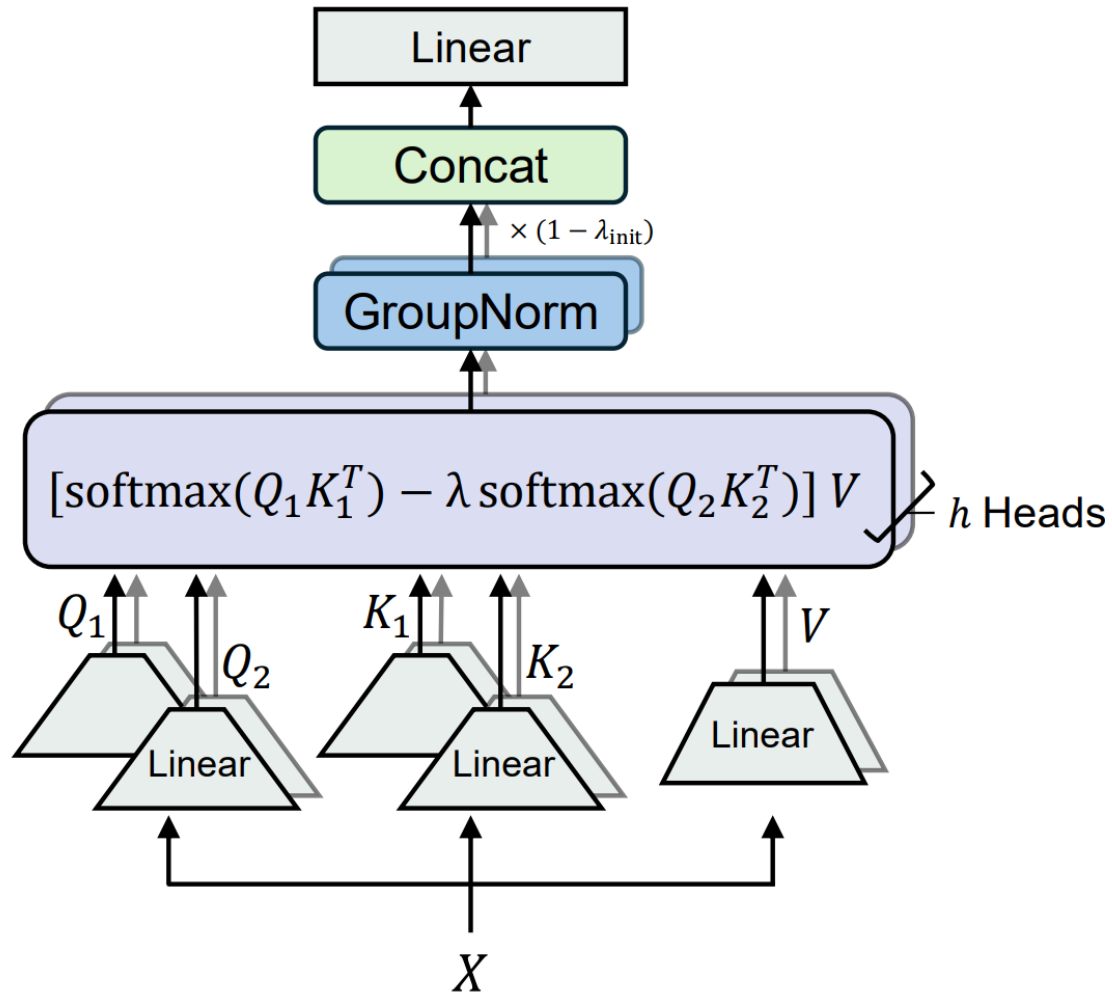 Linear
Concat
× (1 − λ_init)
GroupNorm
[softmax(Q₁K₁ᵀ) − λ softmax(Q₂K₂ᵀ)] V
h Heads
Q₁ K₁ V
Q₂ K₂
Linear Linear Linear
X